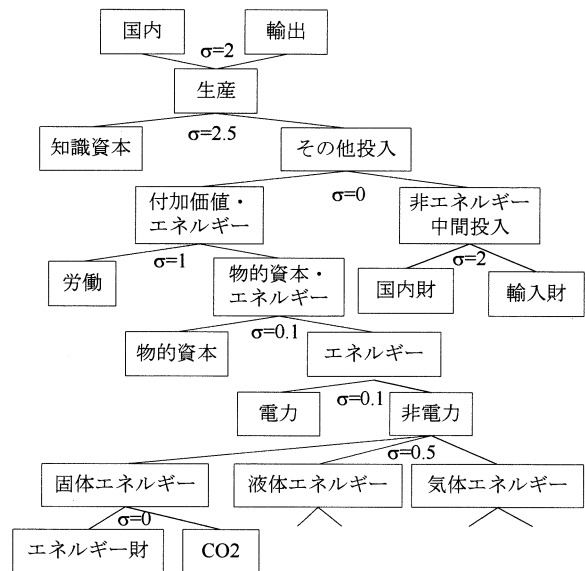 国内
輸出
σ=2
生産
σ=2.5
知識資本
その他投入
σ=0
付加価値・
エネルギー
非エネルギー
中間投入
σ=1
σ=2
労働
物的資本・
エネルギー
国内財
輸入財
σ=0.1
物的資本
エネルギー
電力
σ=0.1
非電力
σ=0.5
固体エネルギー
液体エネルギー
気体エネルギー
σ=0
エネルギー財
CO2